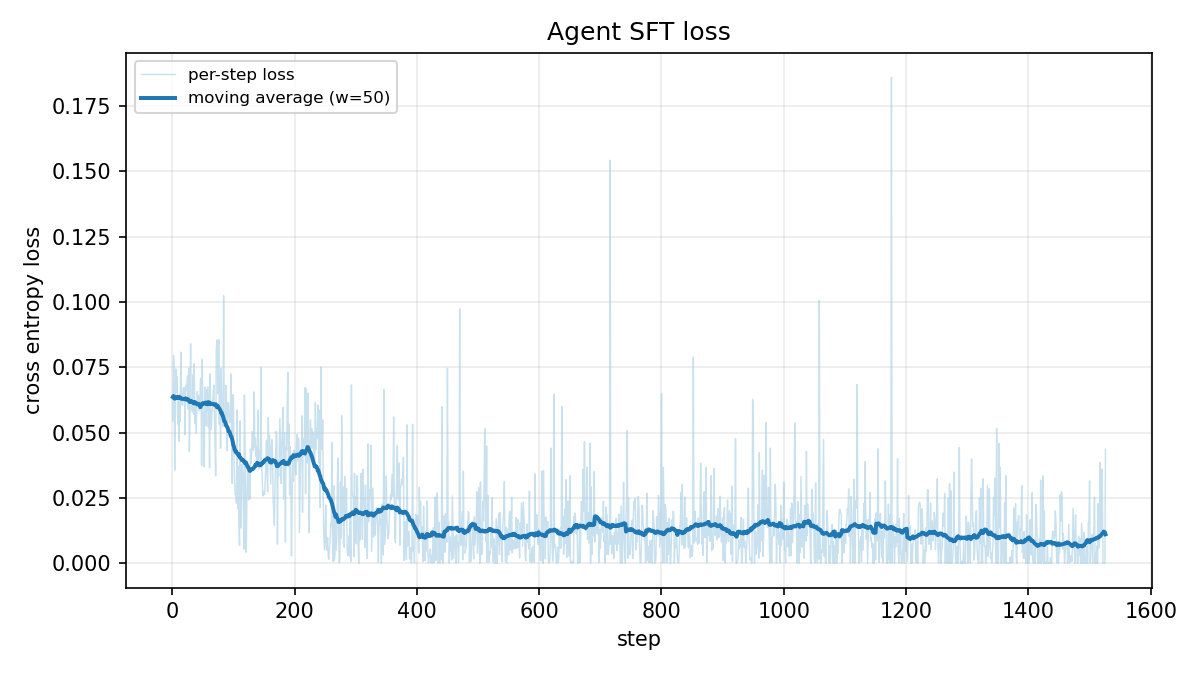 Agent SFT loss
per-step loss
moving average (w=50)
cross entropy loss
0.175
0.150
0.125
0.100
0.075
0.050
0.025
0.000
0 200 400 600 800 1000 1200 1400 1600
step